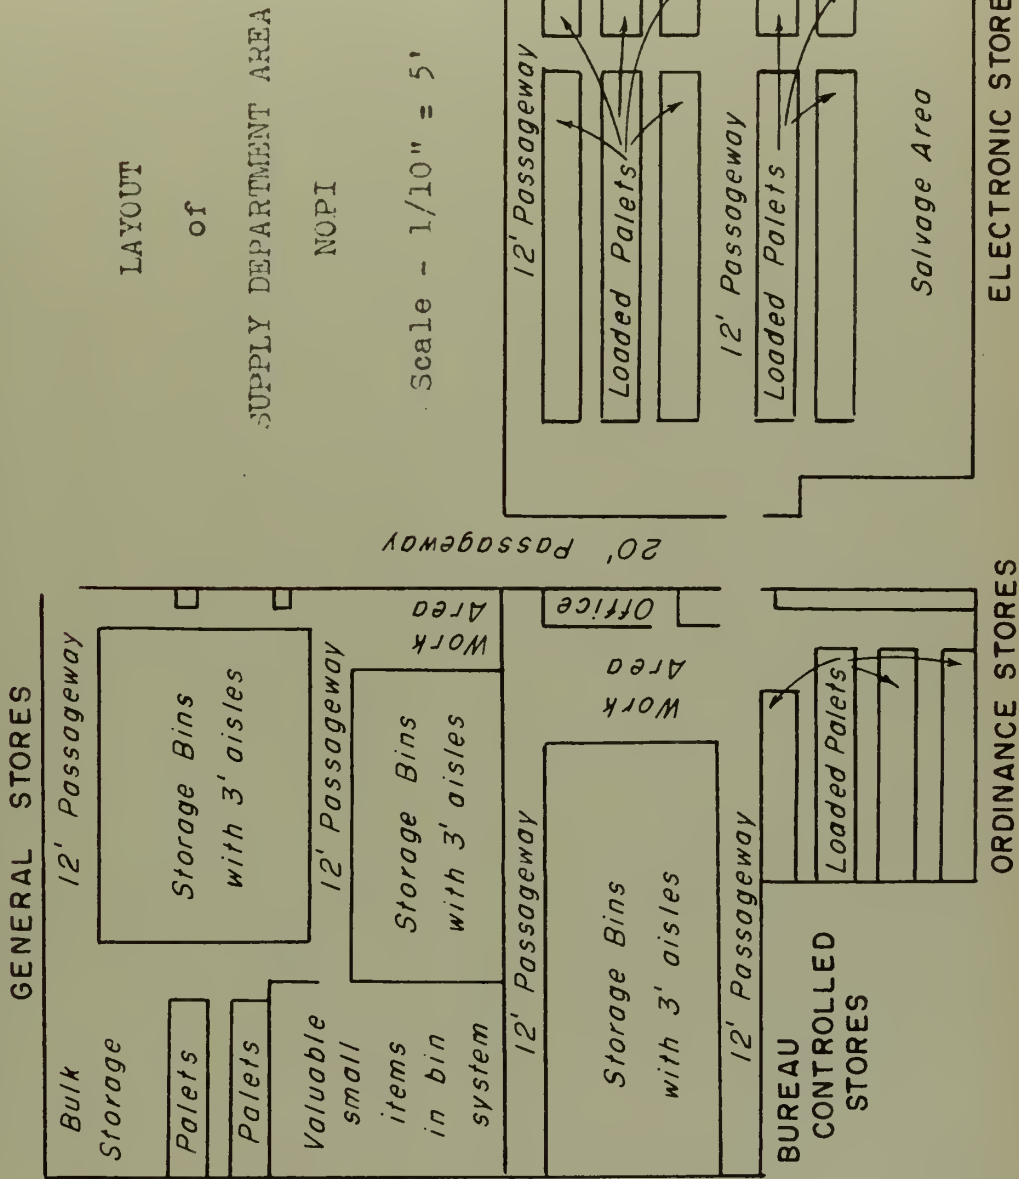 LAYOUT
of
SUPPLY DEPARTMENT AREA
NOPI
Scale - 1/10" = 5'
GENERAL STORES
12' Passageway
Bulk
Storage
Palets
Palets
Storage Bins
with 3' aisles
12' Passageway
Valuable
small
items
in bin
system
Storage Bins
with 3' aisles
Work
Area
12' Passageway
Storage Bins
with 3' aisles
Work
Area
Office
12' Passageway
BUREAU
CONTROLLED
STORES
Loaded Palets
ORDINANCE STORES
20' Passageway
12' Passageway
Loaded Palets
12' Passageway
Loaded Palets
Salvage Area
ELECTRONIC STORE